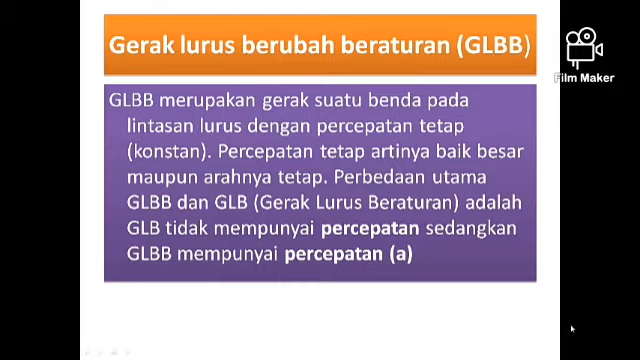 Gerak lurus berubah beraturan (GLBB)
Film Maker
GLBB merupakan gerak suatu benda pada
lintasan lurus dengan percepatan tetap
(konstan). Percepatan tetap artinya baik besar
maupun arahnya tetap. Perbedaan utama
GLBB dan GLB (Gerak Lurus Beraturan) adalah
GLB tidak mempunyai percepatan sedangkan
GLBB mempunyai percepatan (a)